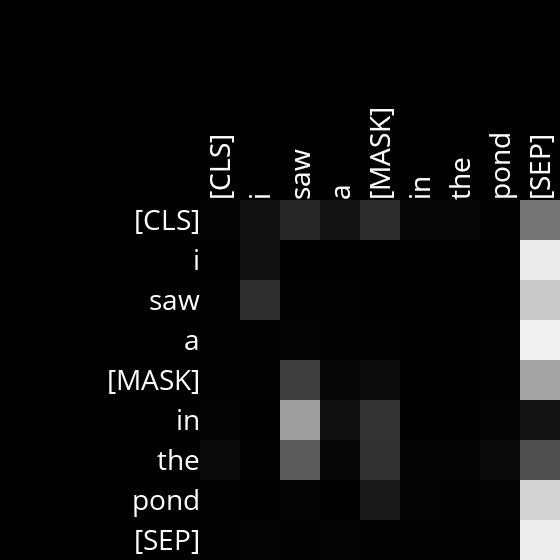 [CLS] i saw a [MASK] in the pond [SEP]
[CLS]
i
saw
a
[MASK]
in
the
pond
[SEP]